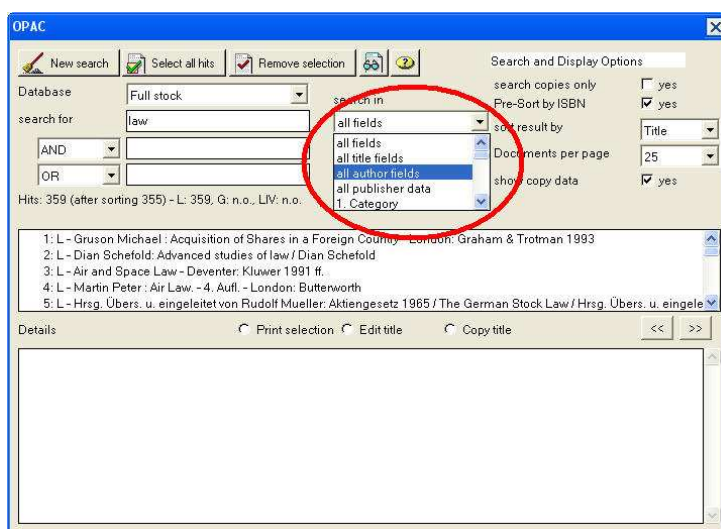 OPAC
New search Select all hits Remove selection Search and Display Options
Database Full stock search in search copies only yes
search for law all fields Pre-Sort by ISBN yes
AND all fields sort result by Title
all title fields
OR all author fields Documents per page 25
all publisher data show copy data yes
Hits: 359 (after sorting 355) - L: 359, G: n.o., LIV: n.o. 1. Category
1: L - Gruson Michael : Acquisition of Shares in a Foreign Country - London: Graham & Trotman 1993
2: L - Dian Schefold: Advanced studies of law / Dian Schefold
3: L - Air and Space Law - Deventer: Kluwer 1991 ff.
4: L - Martin Peter : Air Law. - 4. Aufl. - London: Butterworth
5: L - Hrsg. Übers. u. eingeleitet von Rudolf Mueller: Aktiengesetz 1965 / The German Stock Law / Hrsg. Übers. u. eingele
Details Print selection Edit title Copy title << >>